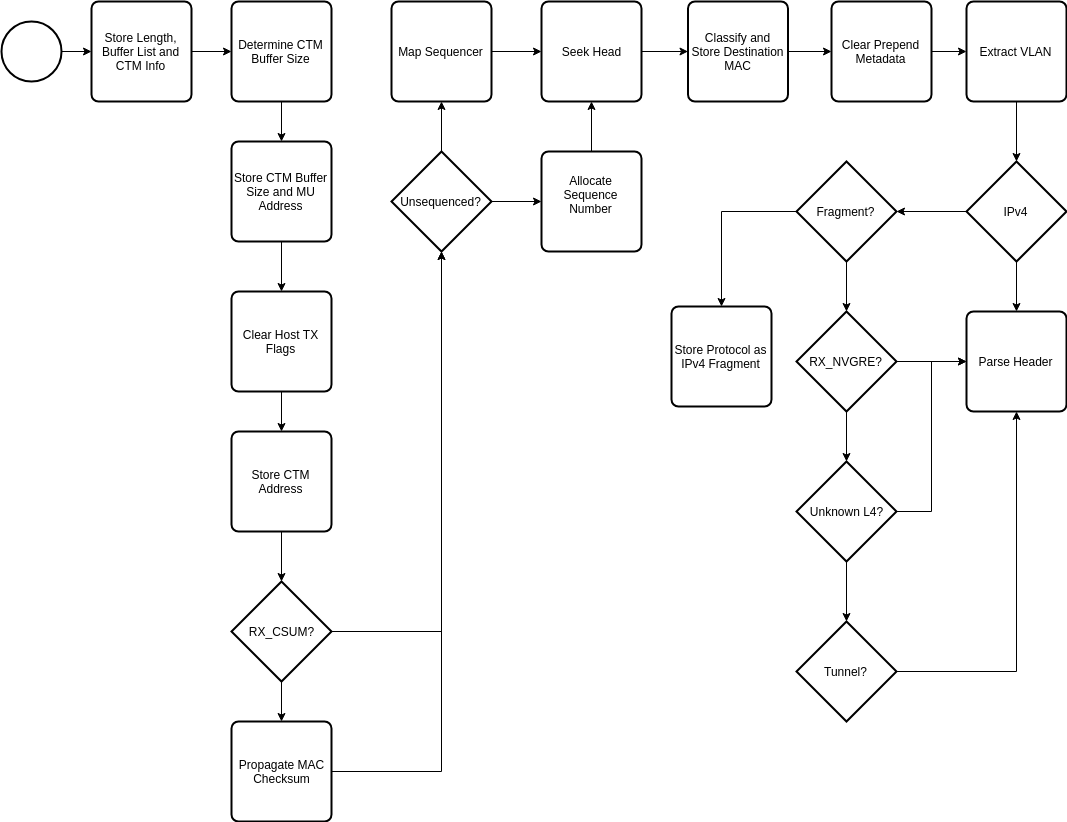 Store Length,
Buffer List and
CTM Info
Determine CTM
Buffer Size
Store CTM Buffer
Size and MU
Address
Clear Host TX
Flags
Store CTM
Address
RX_CSUM?
Propagate MAC
Checksum
Unsequenced?
Map Sequencer
Allocate
Sequence
Number
Seek Head
Classify and
Store Destination
MAC
Clear Prepend
Metadata
Extract VLAN
IPv4
Fragment?
Store Protocol as
IPv4 Fragment
RX_NVGRE?
Parse Header
Unknown L4?
Tunnel?